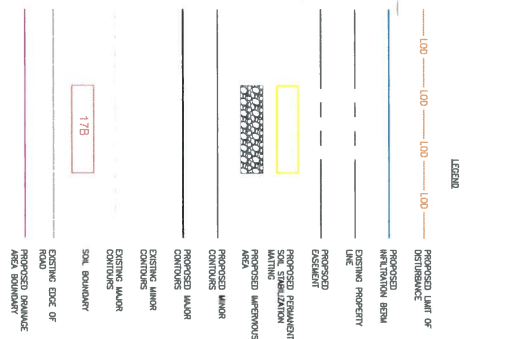 LEGEND
LOD LOD LOD LOD
PROPOSED LIMIT OF
DISTURBANCE
PROPOSED
INFILTRATION BERM
EXISTING PROPERTY
LINE
PROPSOED
EASEMENT
PROPOSED PERMANENT
SOIL STABILIZATION
MATTING
PROPOSED IMPERVIOUS
AREA
PROPOSED MINOR
CONTOURS
PROPOSED MAJOR
CONTOURS
EXISTING MINOR
CONTOURS
EXISTING MAJOR
CONTOURS
17B
SOIL BOUNDARY
EXISTING EDGE OF
ROAD
PROPOSED DRAINAGE
AREA BOUNDARY